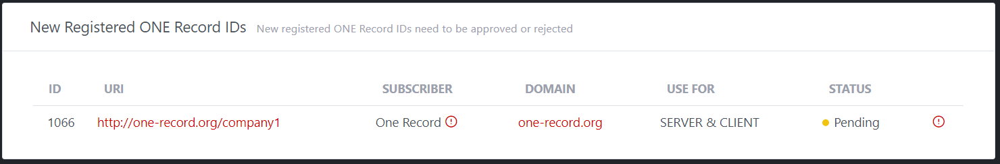 New Registered ONE Record IDs New registered ONE Record IDs need to be approved or rejected
ID URI SUBSCRIBER DOMAIN USE FOR STATUS
1066 http://one-record.org/company1 One Record one-record.org SERVER & CLIENT Pending